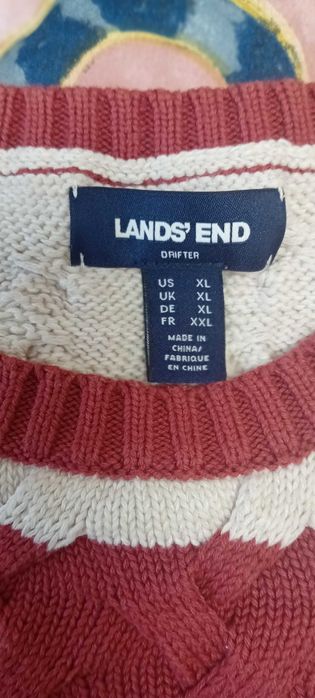 LANDS' END
DRIFTER
US XL
UK XL
DE XL
FR XXL
MADE IN
CHINA/
FABRIQUE
EN CHINE